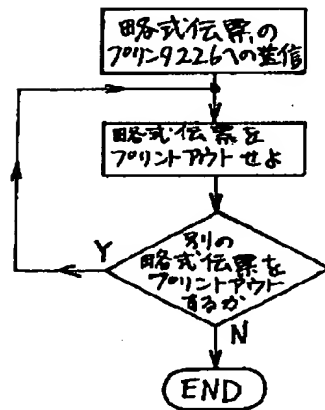 略式伝票の
プリンタ226への送信
略式伝票を
プリントアウトせよ
別の
略式伝票を
プリントアウト
するか
Y
N
END